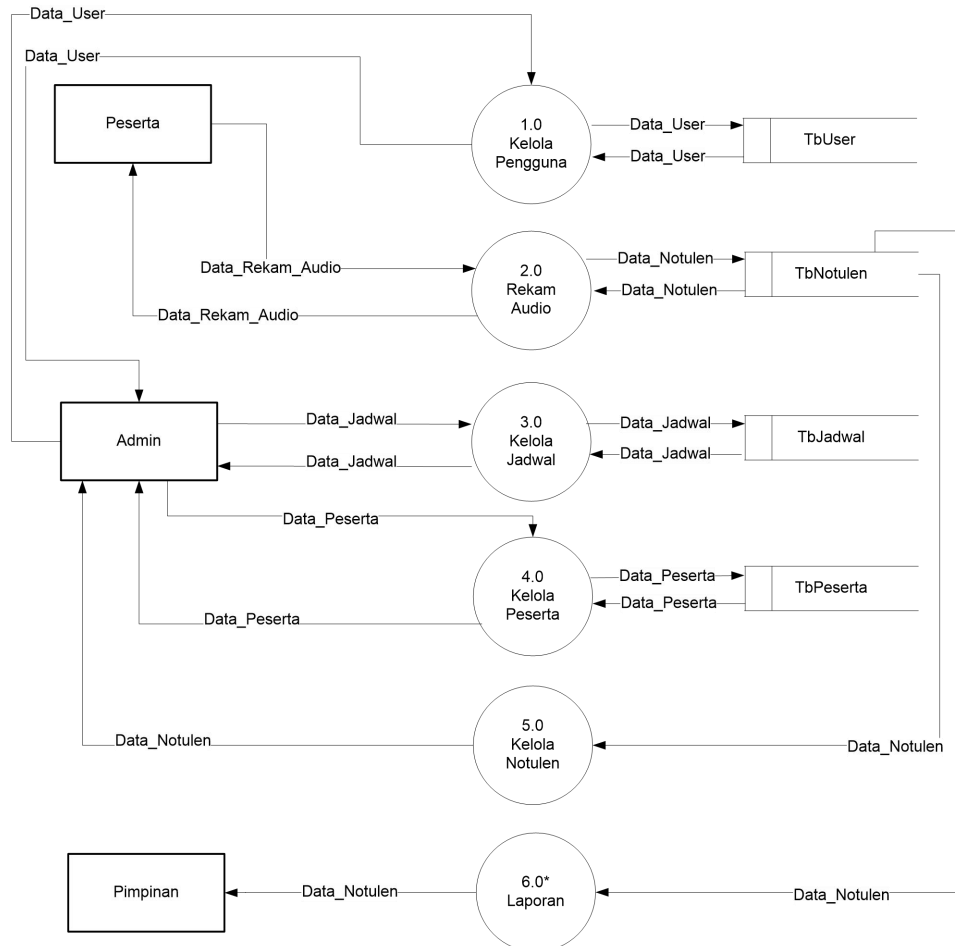 Data_User
Data_User
Peserta
1.0
Kelola
Pengguna
Data_User
Data_User
TbUser
Data_Rekam_Audio
Data_Rekam_Audio
2.0
Rekam
Audio
Data_Notulen
Data_Notulen
TbNotulen
Admin
Data_Jadwal
Data_Jadwal
3.0
Kelola
Jadwal
Data_Jadwal
Data_Jadwal
TbJadwal
Data_Peserta
Data_Peserta
4.0
Kelola
Peserta
Data_Peserta
Data_Peserta
TbPeserta
Data_Notulen
5.0
Kelola
Notulen
Data_Notulen
Pimpinan
Data_Notulen
6.0*
Laporan
Data_Notulen